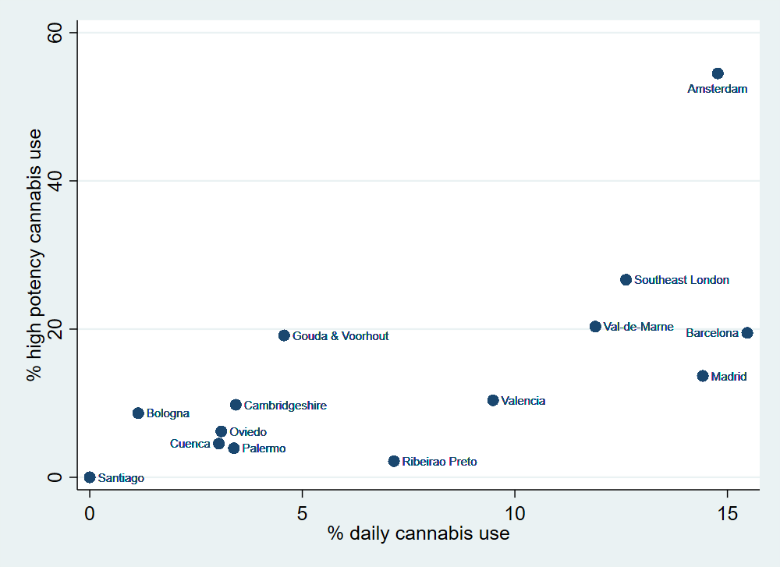 60
Amsterdam
% high potency cannabis use
40
Southeast London
20
Val-de-Marne
Barcelona
Gouda & Voorhout
Madrid
Valencia
Cambridgeshire
Bologna
Oviedo
Cuenca
Palermo
Ribeirao Preto
0
Santiago
0 5 10 15
% daily cannabis use